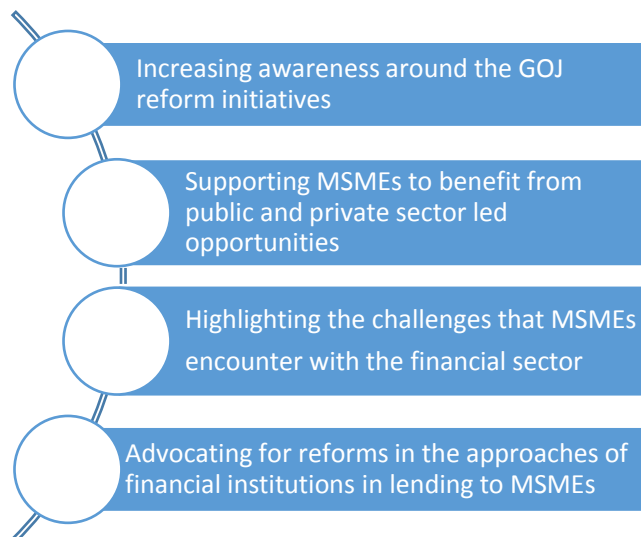 Increasing awareness around the GOJ
reform initiatives
Supporting MSMEs to benefit from
public and private sector led
opportunities
Highlighting the challenges that MSMEs
encounter with the financial sector
Advocating for reforms in the approaches of
financial institutions in lending to MSMEs